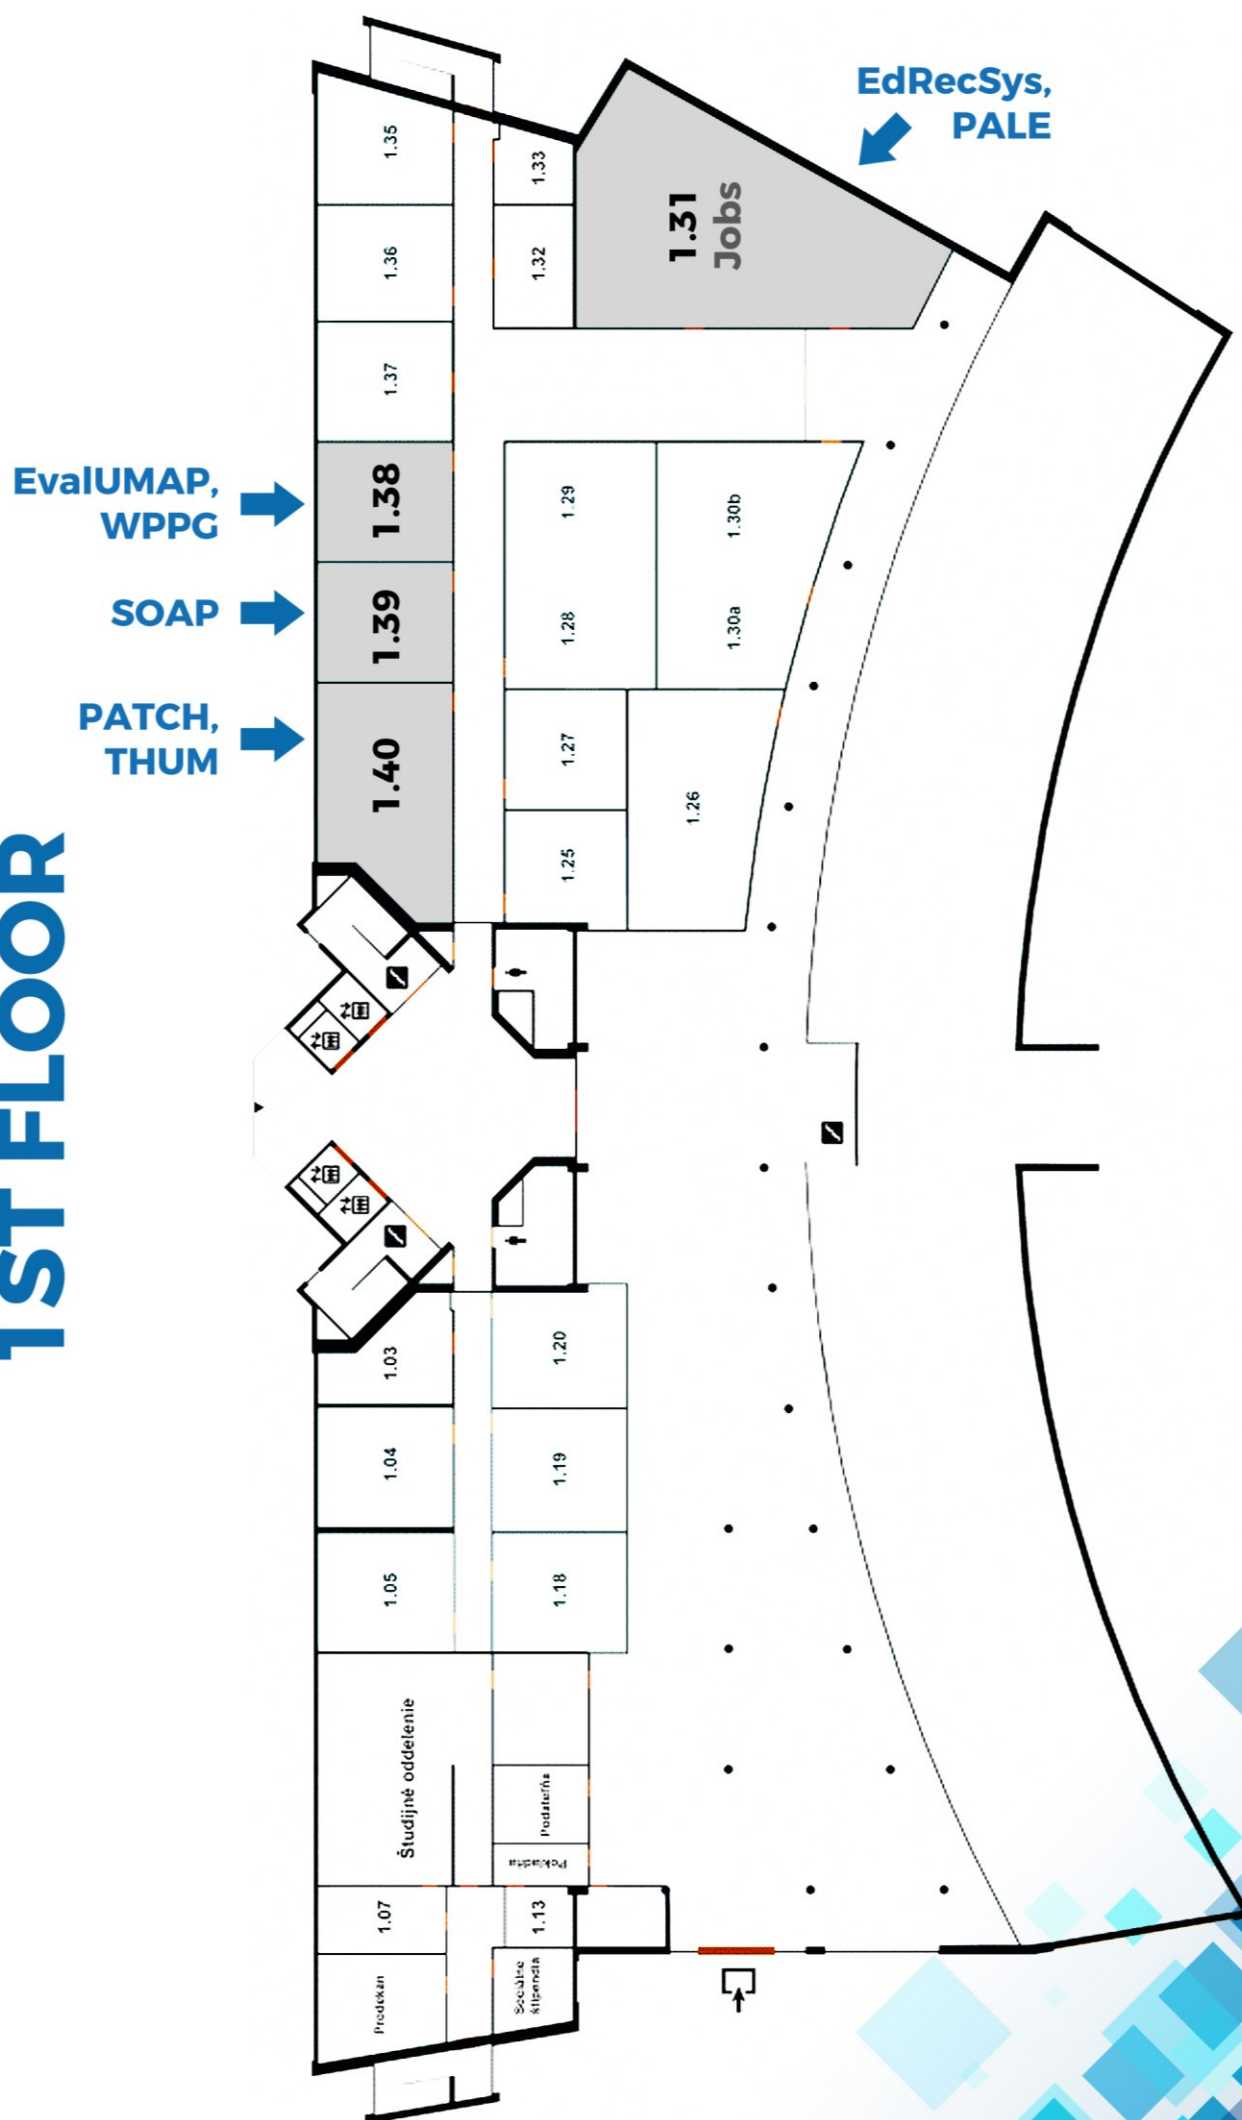 1ST FLOOR
EdRecSys,
PALE
EvalUMAP,
WPPG
SOAP
PATCH,
THUM
1.35
1.33
1.31
Jobs
1.36
1.32
1.37
1.38
1.29
1.30b
1.39
1.28
1.30a
1.40
1.27
1.26
1.25
1.03
1.20
1.04
1.19
1.05
1.18
Študijné oddelenie
Podateľňa
Pokladňa
1.07
1.13
Prodekan
Sociálne
štipendia